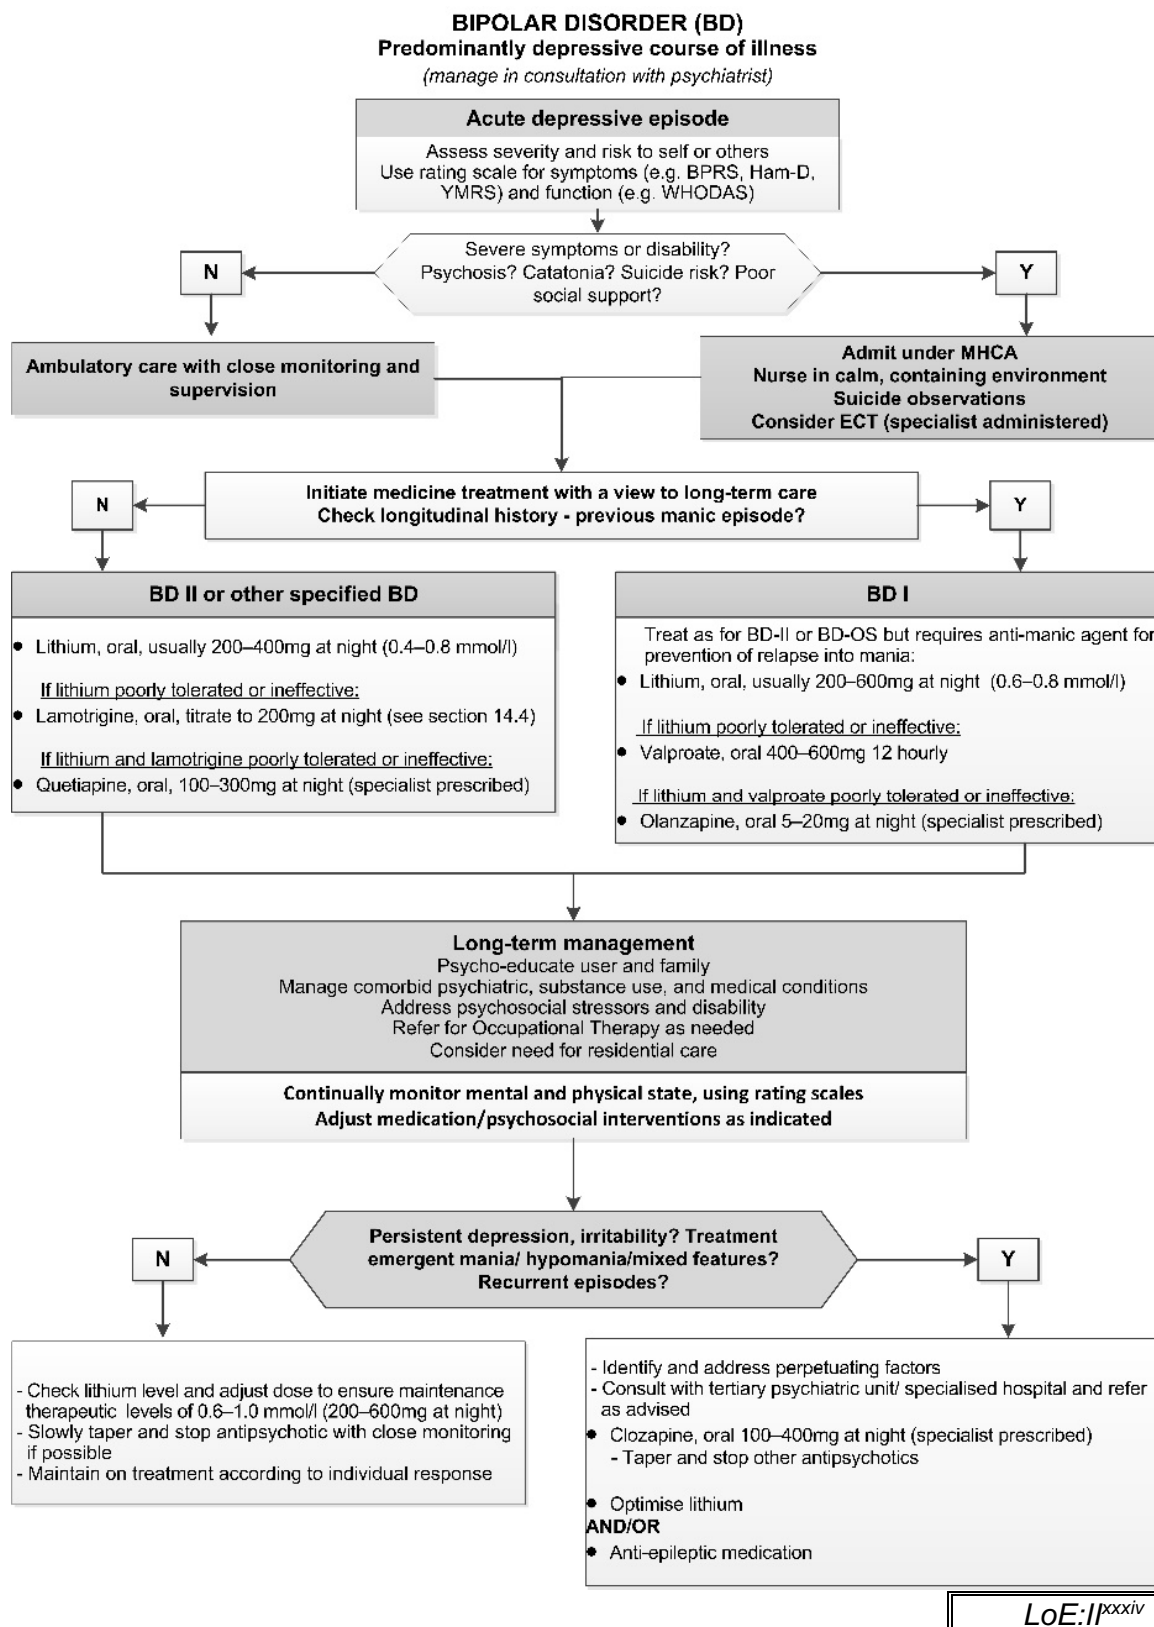 BIPOLAR DISORDER (BD)
Predominantly depressive course of illness
(manage in consultation with psychiatrist)
Acute depressive episode
Assess severity and risk to self or others
Use rating scale for symptoms (e.g. BPRS, Ham-D,
YMRS) and function (e.g. WHODAS)
Severe symptoms or disability?
Psychosis? Catatonia? Suicide risk? Poor
social support?
N
Y
Ambulatory care with close monitoring and
supervision
Admit under MHCA
Nurse in calm, containing environment
Suicide observations
Consider ECT (specialist administered)
Initiate medicine treatment with a view to long-term care
Check longitudinal history - previous manic episode?
N
Y
BD II or other specified BD
● Lithium, oral, usually 200–400mg at night (0.4–0.8 mmol/l)
If lithium poorly tolerated or ineffective:
● Lamotrigine, oral, titrate to 200mg at night (see section 14.4)
If lithium and lamotrigine poorly tolerated or ineffective:
● Quetiapine, oral, 100–300mg at night (specialist prescribed)
BD I
Treat as for BD-II or BD-OS but requires anti-manic agent for
prevention of relapse into mania:
● Lithium, oral, usually 200–600mg at night (0.6–0.8 mmol/l)
If lithium poorly tolerated or ineffective:
● Valproate, oral 400–600mg 12 hourly
If lithium and valproate poorly tolerated or ineffective:
● Olanzapine, oral 5–20mg at night (specialist prescribed)
Long-term management
Psycho-educate user and family
Manage comorbid psychiatric, substance use, and medical conditions
Address psychosocial stressors and disability
Refer for Occupational Therapy as needed
Consider need for residential care
Continually monitor mental and physical state, using rating scales
Adjust medication/psychosocial interventions as indicated
Persistent depression, irritability? Treatment
emergent mania/ hypomania/mixed features?
Recurrent episodes?
N
Y
- Check lithium level and adjust dose to ensure maintenance
therapeutic levels of 0.6–1.0 mmol/l (200–600mg at night)
- Slowly taper and stop antipsychotic with close monitoring
if possible
- Maintain on treatment according to individual response
- Identify and address perpetuating factors
- Consult with tertiary psychiatric unit/ specialised hospital and refer
as advised
● Clozapine, oral 100–400mg at night (specialist prescribed)
- Taper and stop other antipsychotics
● Optimise lithium
AND/OR
● Anti-epileptic medication
LoE:II xxxiv